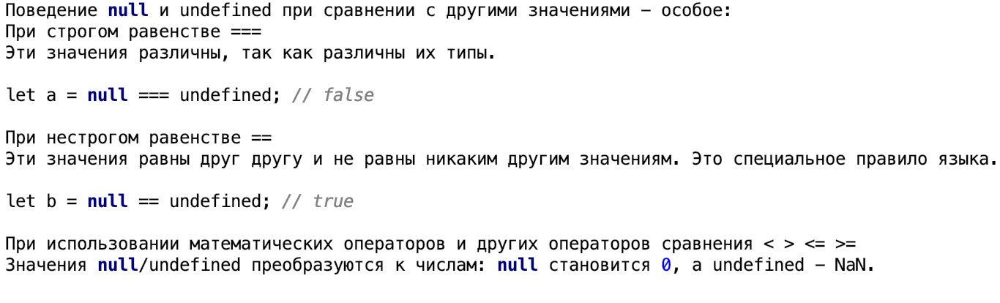 Поведение null и undefined при сравнении с другими значениями — особое:
При строгом равенстве ===
Эти значения различны, так как различны их типы.
let a = null === undefined; // false
При нестрогом равенстве ==
Эти значения равны друг другу и не равны никаким другим значениям. Это специальное правило языка.
let b = null == undefined; // true
При использовании математических операторов и других операторов сравнения < > <= >=
Значения null/undefined преобразуются к числам: null становится 0, а undefined – NaN.